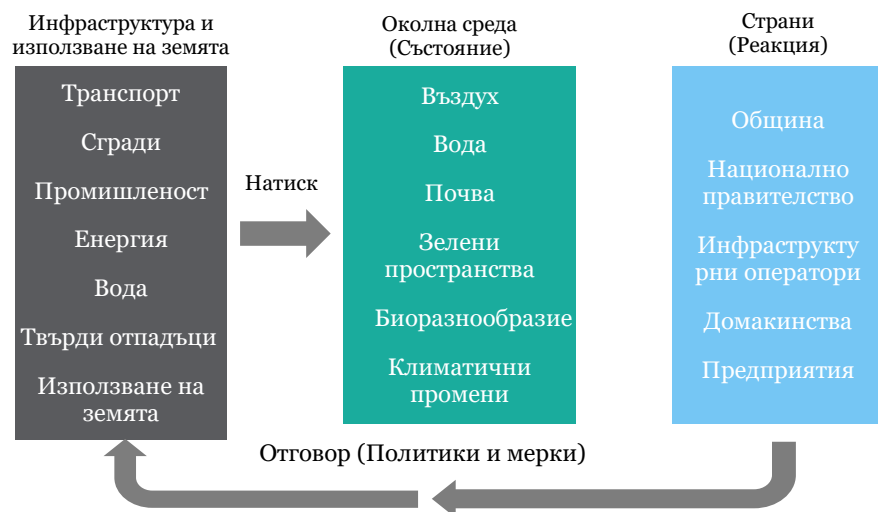 Инфраструктура и
използване на земята
Транспорт
Сгради
Промишленост
Енергия
Вода
Твърди отпадъци
Използване на
земята
Натиск
Околна среда
(Състояние)
Въздух
Вода
Почва
Зелени
пространства
Биоразнообразие
Климатични
промени
Страни
(Реакция)
Община
Национално
правителство
Инфраструкту
рни оператори
Домакинства
Предприятия
Отговор (Политики и мерки)